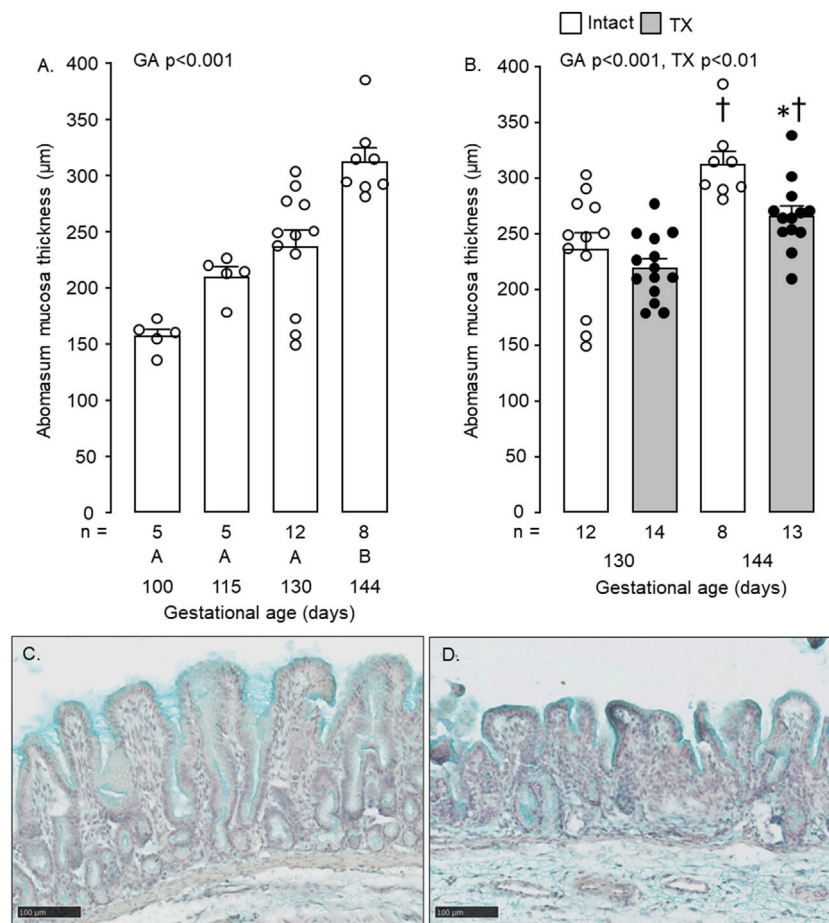 Intact TX
A. GA p<0.001
Abomasum mucosa thickness (µm)
400
350
300
250
200
150
100
50
0
n = 5 5 12 8
A A A B
100 115 130 144
Gestational age (days)
B. GA p<0.001, TX p<0.01
Abomasum mucosa thickness (µm)
400
350
300
250
200
150
100
50
0
† *†
n = 12 14 8 13
130 144
Gestational age (days)
C.
100 µm
D.
100 µm